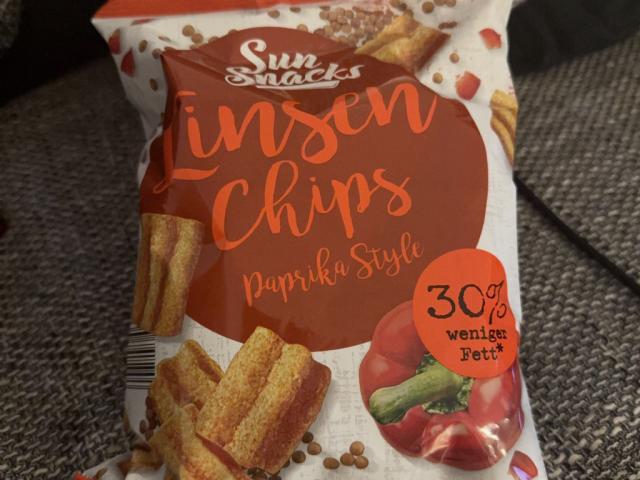 Sun
Snacks
Linsen
Chips
Paprika Style
30%
weniger
Fett*